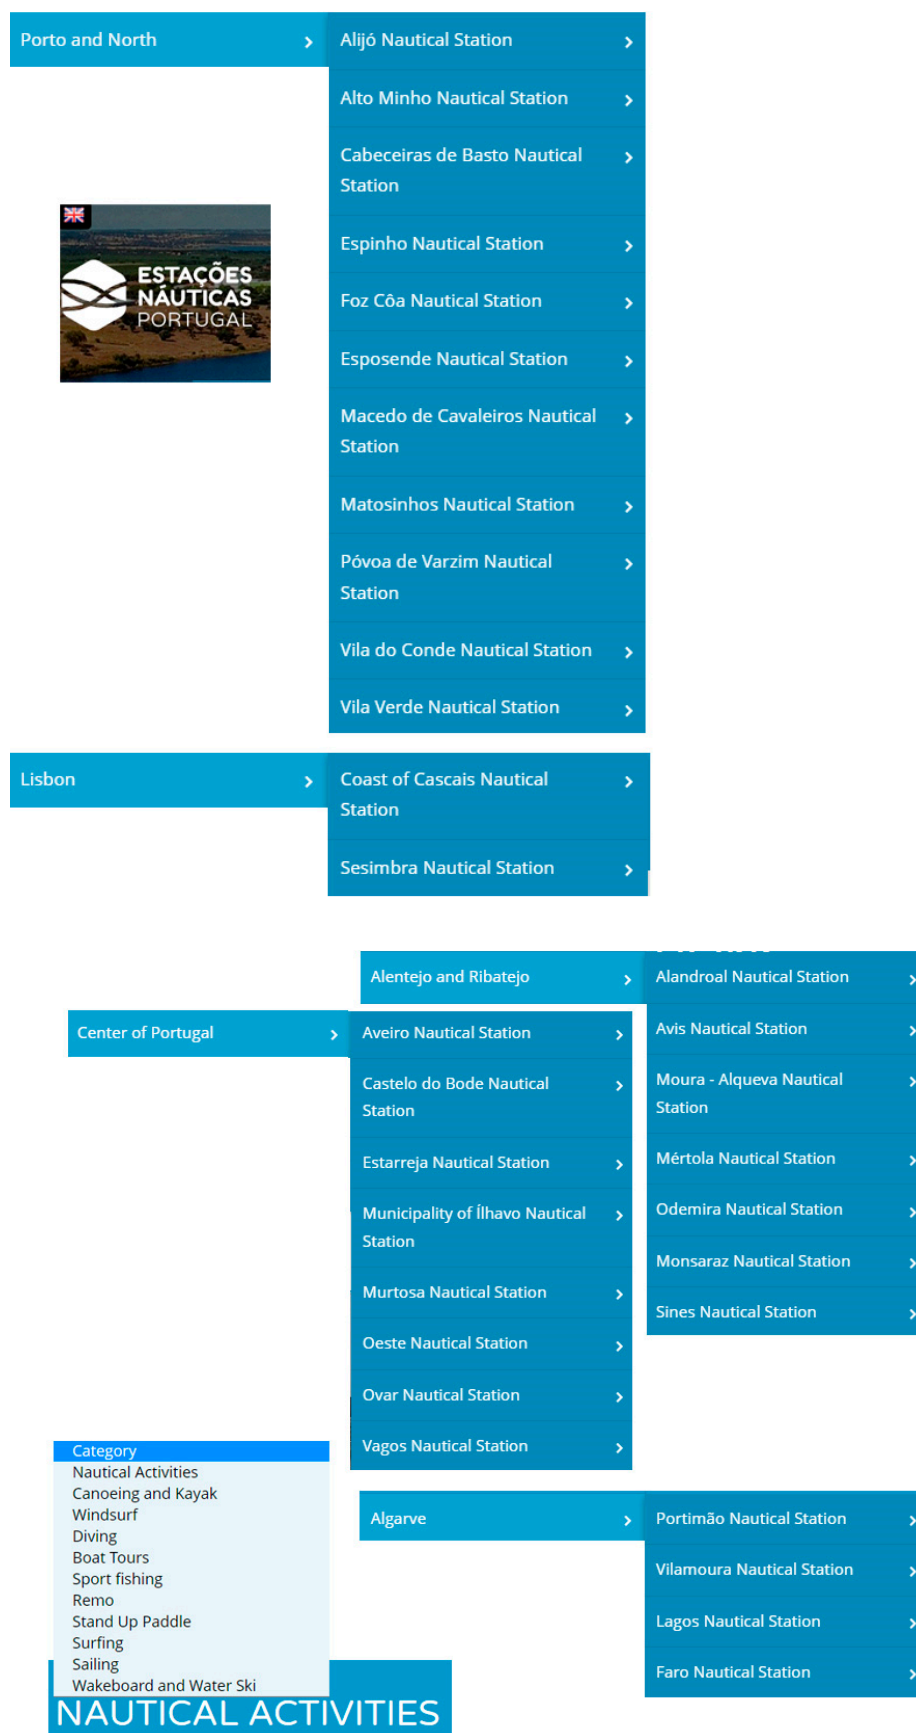 Porto and North
Alijó Nautical Station
Alto Minho Nautical Station
Cabeceiras de Basto Nautical
Station
Espinho Nautical Station
Foz Côa Nautical Station
Esposende Nautical Station
Macedo de Cavaleiros Nautical
Station
Matosinhos Nautical Station
Póvoa de Varzim Nautical
Station
Vila do Conde Nautical Station
Vila Verde Nautical Station
ESTAÇÕES
NÁUTICAS
PORTUGAL
Lisbon
Coast of Cascais Nautical
Station
Sesimbra Nautical Station
Alentejo and Ribatejo
Alandroal Nautical Station
Avis Nautical Station
Moura - Alqueva Nautical
Station
Mértola Nautical Station
Odemira Nautical Station
Monsaraz Nautical Station
Sines Nautical Station
Center of Portugal
Aveiro Nautical Station
Castelo do Bode Nautical
Station
Estarreja Nautical Station
Municipality of Ílhavo Nautical
Station
Murtosa Nautical Station
Oeste Nautical Station
Ovar Nautical Station
Vagos Nautical Station
Category
Nautical Activities
Canoeing and Kayak
Windsurf
Diving
Boat Tours
Sport fishing
Remo
Stand Up Paddle
Surfing
Sailing
Wakeboard and Water Ski
NAUTICAL ACTIVITIES
Algarve
Portimão Nautical Station
Vilamoura Nautical Station
Lagos Nautical Station
Faro Nautical Station